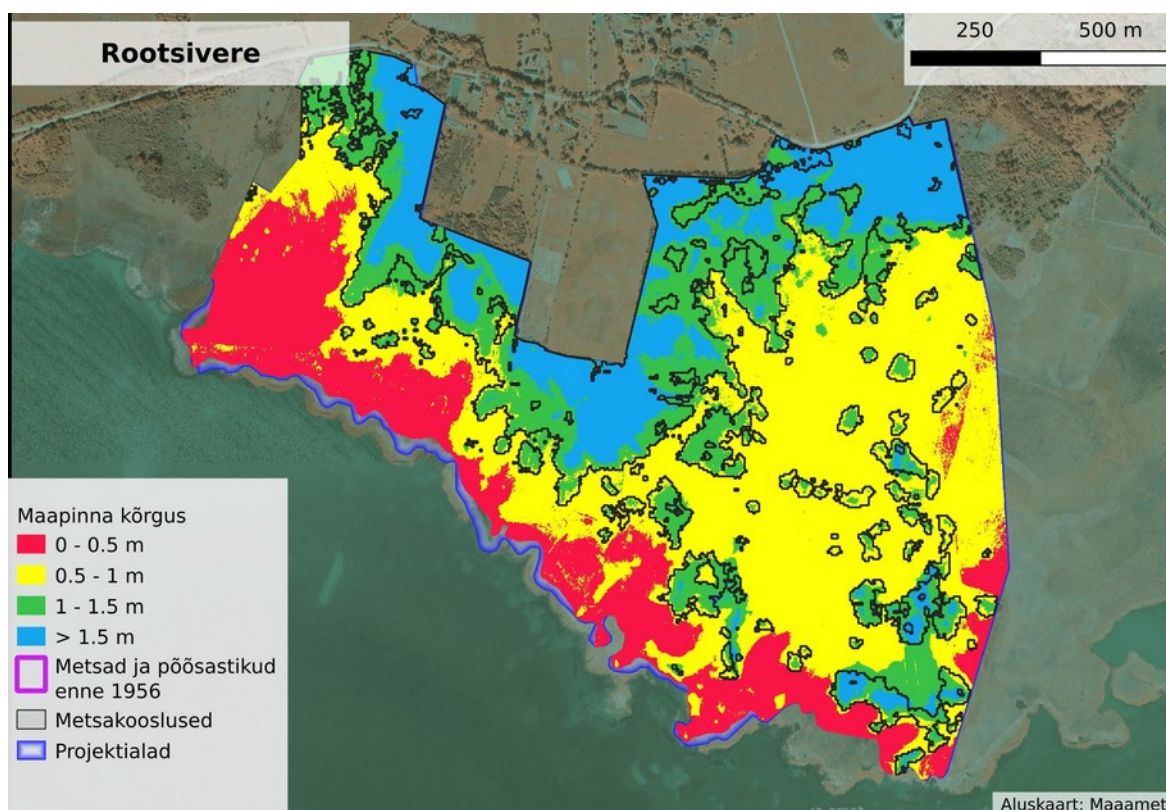 Rootsivere
250 500 m
Maapinna kõrgus
0 - 0.5 m
0.5 - 1 m
1 - 1.5 m
> 1.5 m
Metsad ja põõsastikud
enne 1956
Metsakooslused
Projektialad
Aluskaart: Maaamet